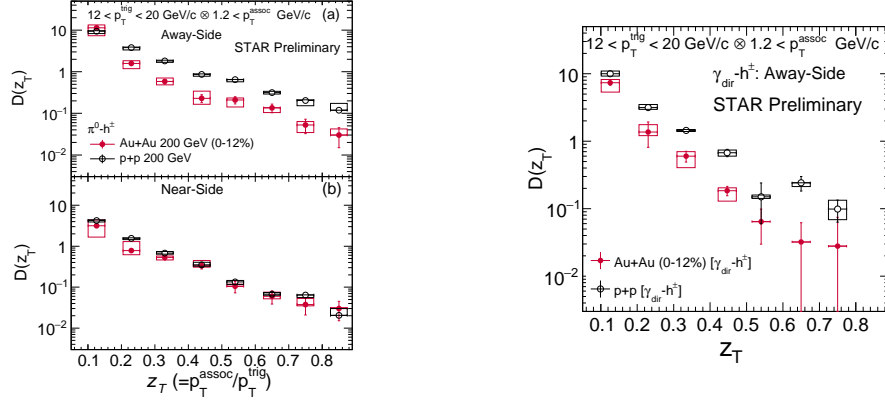 12 < p_T^trig < 20 GeV/c ⊗ 1.2 < p_T^assoc GeV/c (a)
Away-Side
STAR Preliminary
D(z_T)
10
1
10⁻¹
10⁻²
π⁰-h±
Au+Au 200 GeV (0-12%)
p+p 200 GeV
Near-Side (b)
D(z_T)
10
1
10⁻¹
10⁻²
0.1 0.2 0.3 0.4 0.5 0.6 0.7 0.8
z_T (=p_T^assoc/p_T^trig)
12 < p_T^trig < 20 GeV/c ⊗ 1.2 < p_T^assoc GeV/c
γ_dir-h±: Away-Side
STAR Preliminary
D(z_T)
10
1
10⁻¹
10⁻²
Au+Au (0-12%) [γ_dir-h±]
p+p [γ_dir-h±]
0.1 0.2 0.3 0.4 0.5 0.6 0.7 0.8
z_T